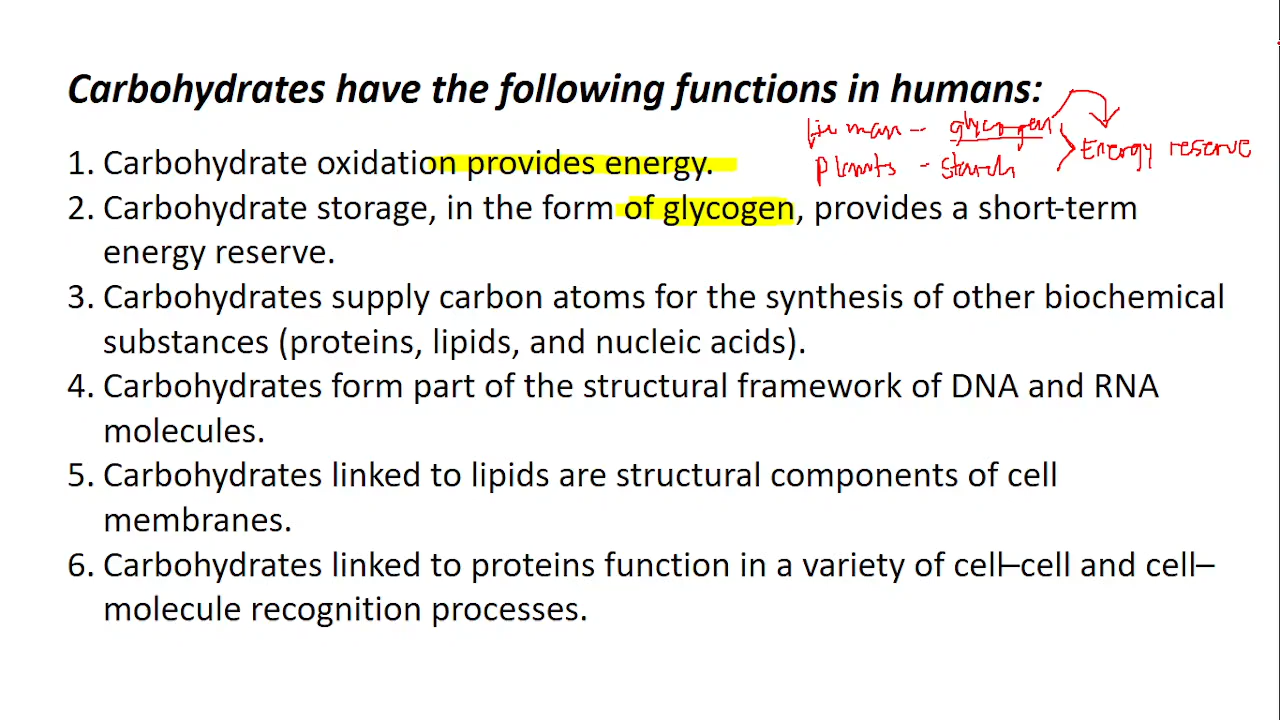 Carbohydrates have the following functions in humans:
Human - glycogen
Plants - starch
Energy reserve
1. Carbohydrate oxidation provides energy.
2. Carbohydrate storage, in the form of glycogen, provides a short-term
energy reserve.
3. Carbohydrates supply carbon atoms for the synthesis of other biochemical
substances (proteins, lipids, and nucleic acids).
4. Carbohydrates form part of the structural framework of DNA and RNA
molecules.
5. Carbohydrates linked to lipids are structural components of cell
membranes.
6. Carbohydrates linked to proteins function in a variety of cell–cell and cell–
molecule recognition processes.